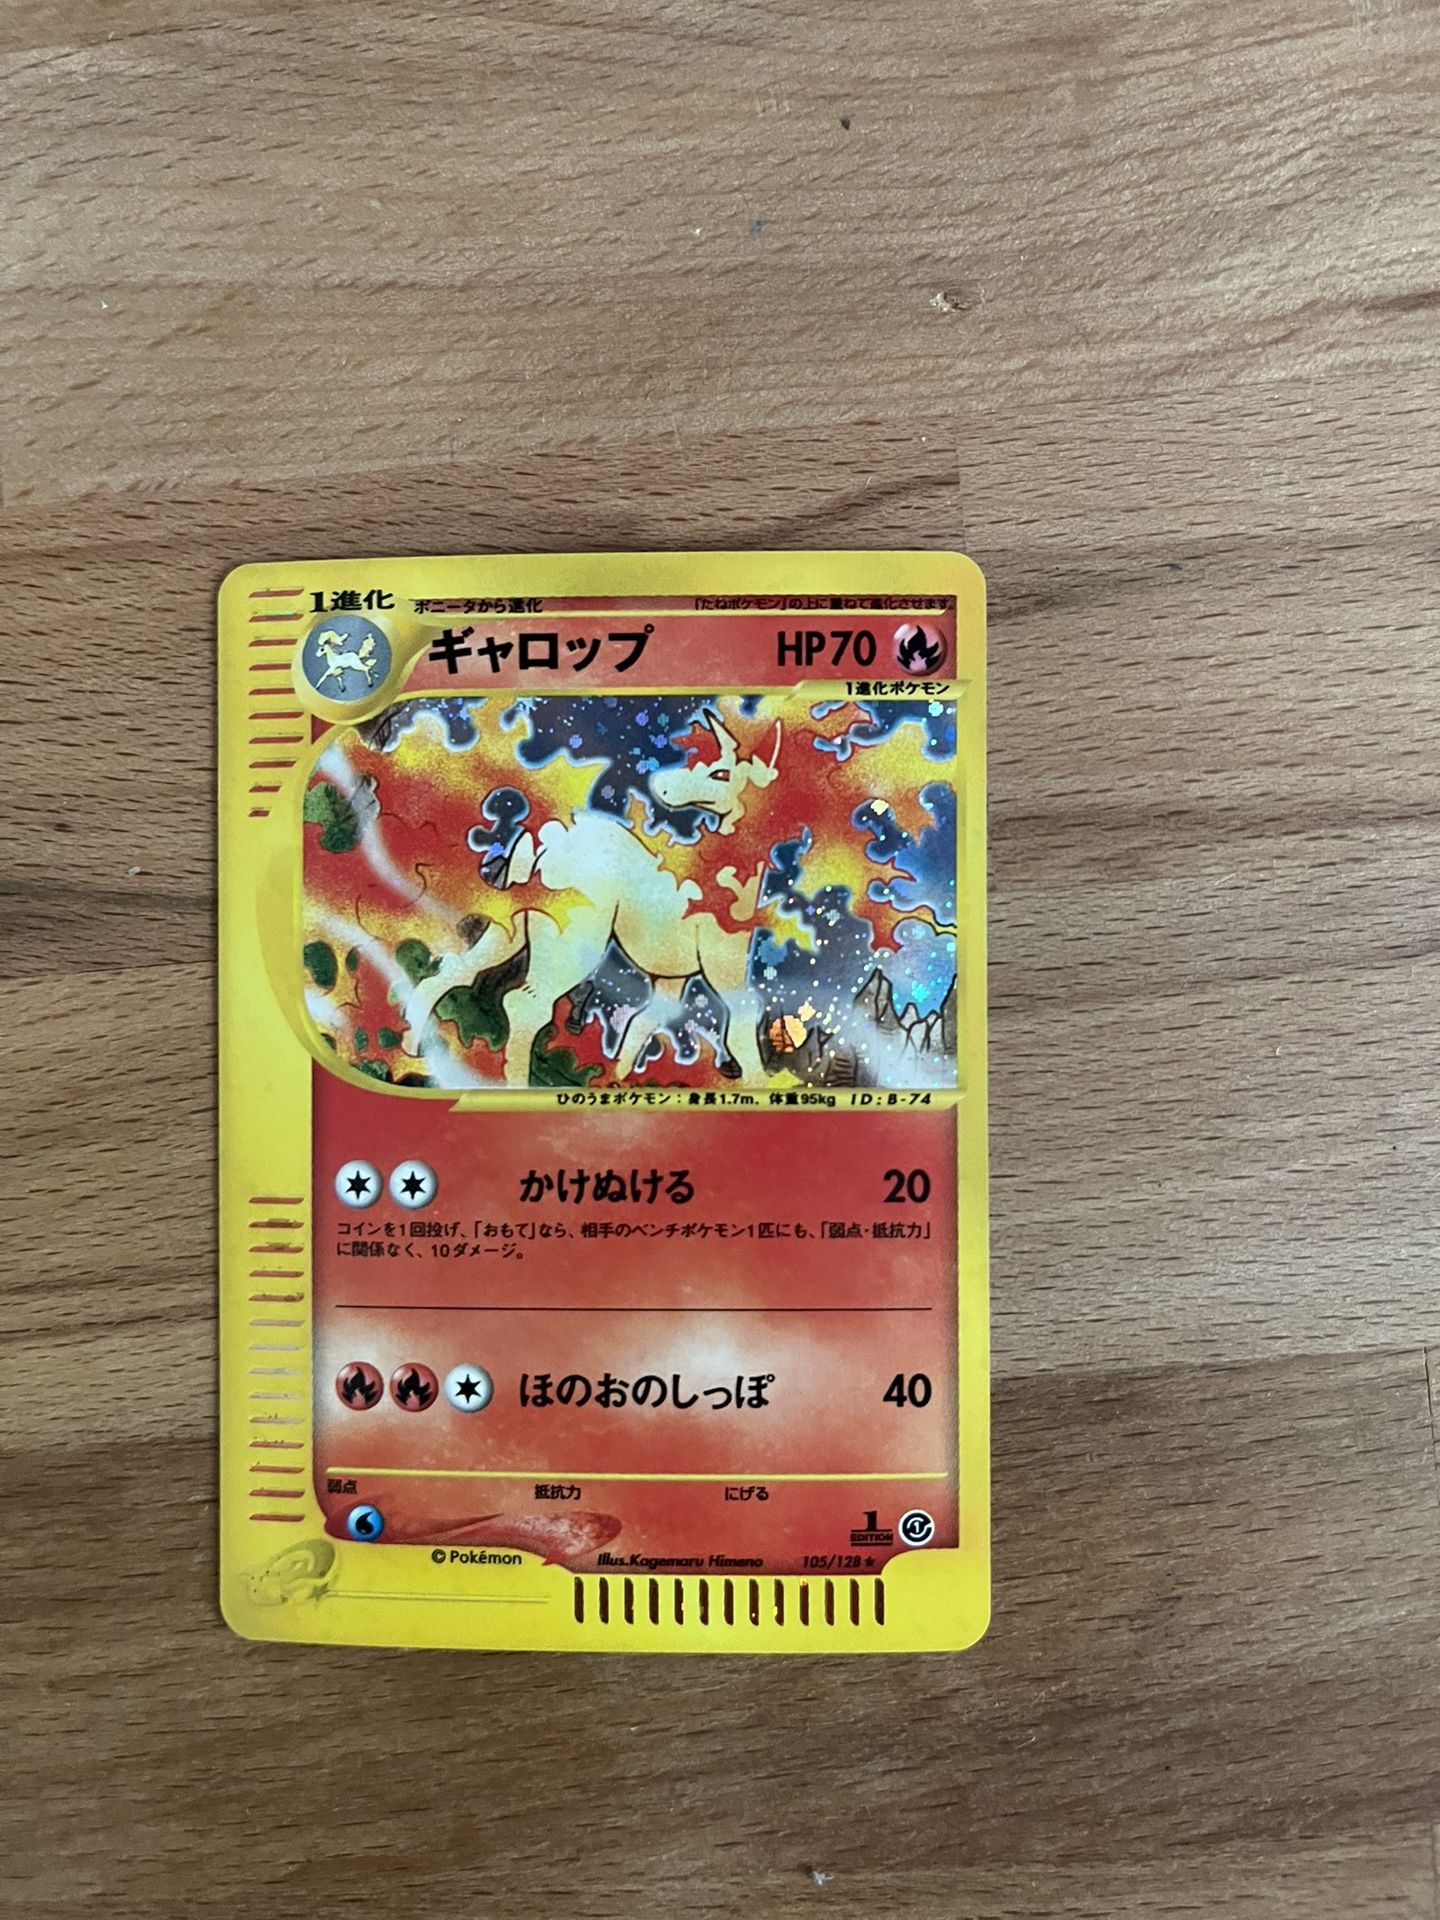 1進化 ポニータから進化 「たねポケモン」の上に重ねて進化させます。
ギャロップ HP70
1進化ポケモン
ひのうまポケモン：身長1.7m、体重95kg ID：B-74
かけぬける 20
コインを1回投げ、「おもて」なら、相手のベンチポケモン1匹にも、「弱点・抵抗力」
に関係なく、10ダメージ。
ほのおのしっぽ 40
弱点 抵抗力 にげる
1 EDITION
© Pokémon Illus.Kagemaru Himeno 105/128★